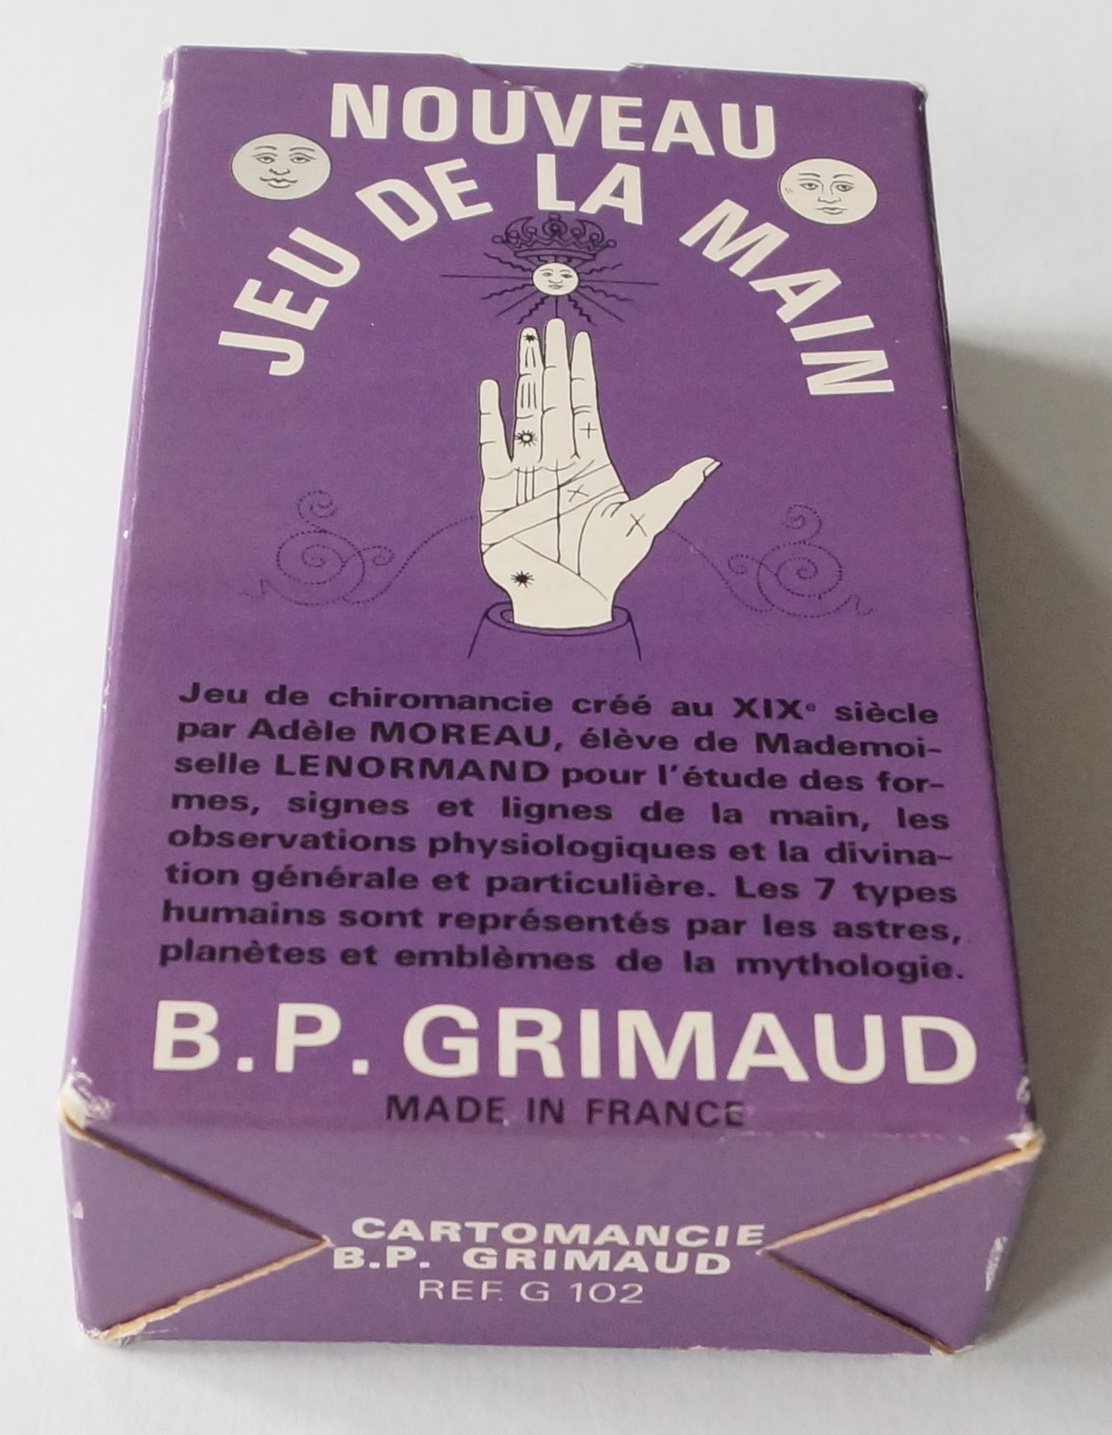 NOUVEAU
JEU DE LA MAIN
Jeu de chiromancie créé au XIXe siècle
par Adèle MOREAU, élève de Mademoi-
selle LENORMAND pour l'étude des for-
mes, signes et lignes de la main, les
observations physiologiques et la divina-
tion générale et particulière. Les 7 types
humains sont représentés par les astres,
planètes et emblèmes de la mythologie.
B.P. GRIMAUD
MADE IN FRANCE
CARTOMANCIE
B.P. GRIMAUD
REF. G 102